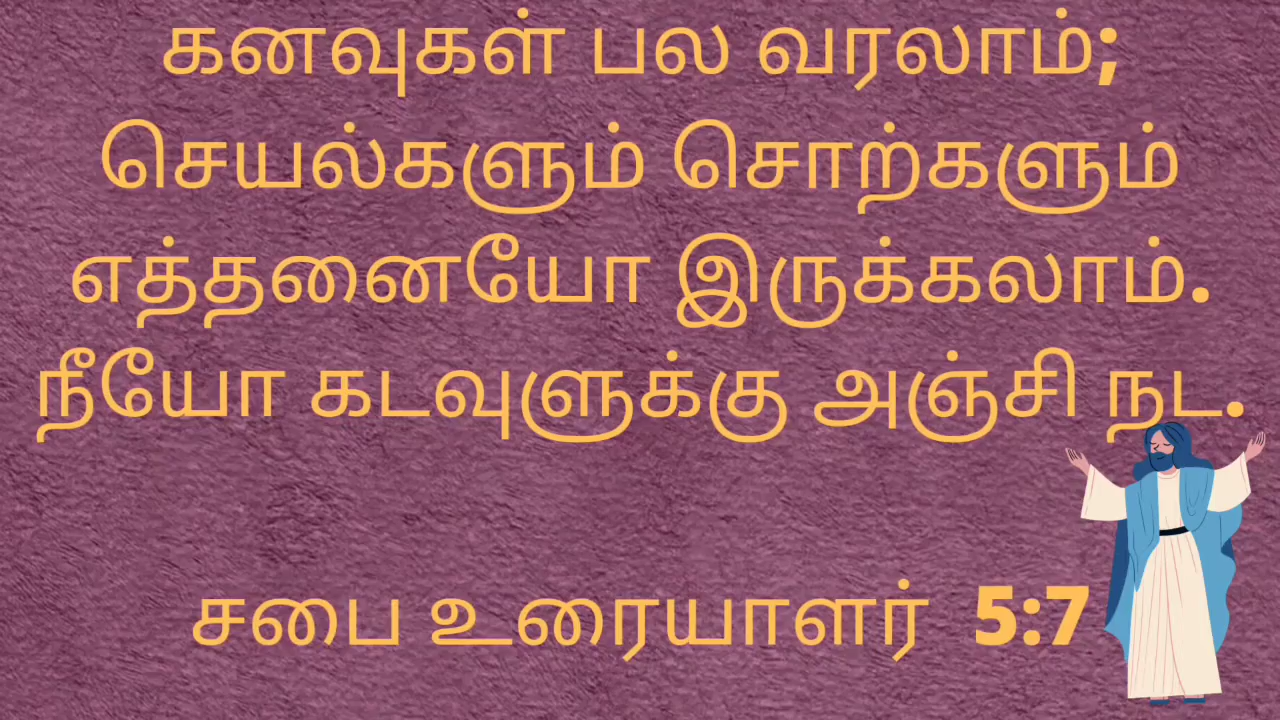 கனவுகள் பல வரலாம்;
செயல்களும் சொற்களும்
எத்தனையோ இருக்கலாம்.
நீயோ கடவுளுக்கு அஞ்சி நட.
சபை உரையாளர் 5:7